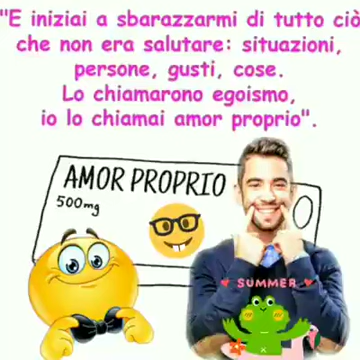 "E iniziai a sbarazzarmi di tutto ciò
che non era salutare: situazioni,
persone, gusti, cose.
Lo chiamarono egoismo,
io lo chiamai amor proprio".
AMOR PROPRIO
500mg
SUMMER